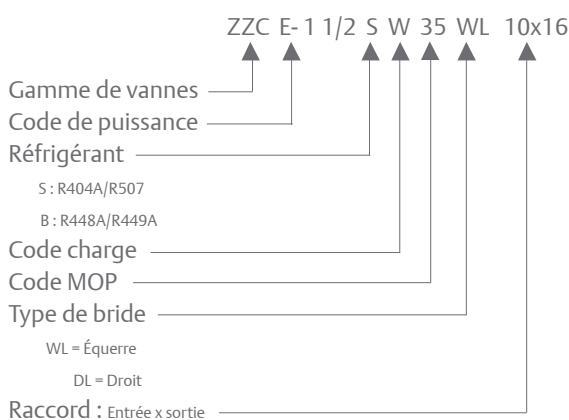 ZZC E- 1 1/2 S W 35 WL 10x16
Gamme de vannes
Code de puissance
Réfrigérant
S : R404A/R507
B : R448A/R449A
Code charge
Code MOP
Type de bride
WL = Équerre
DL = Droit
Raccord : Entrée x sortie